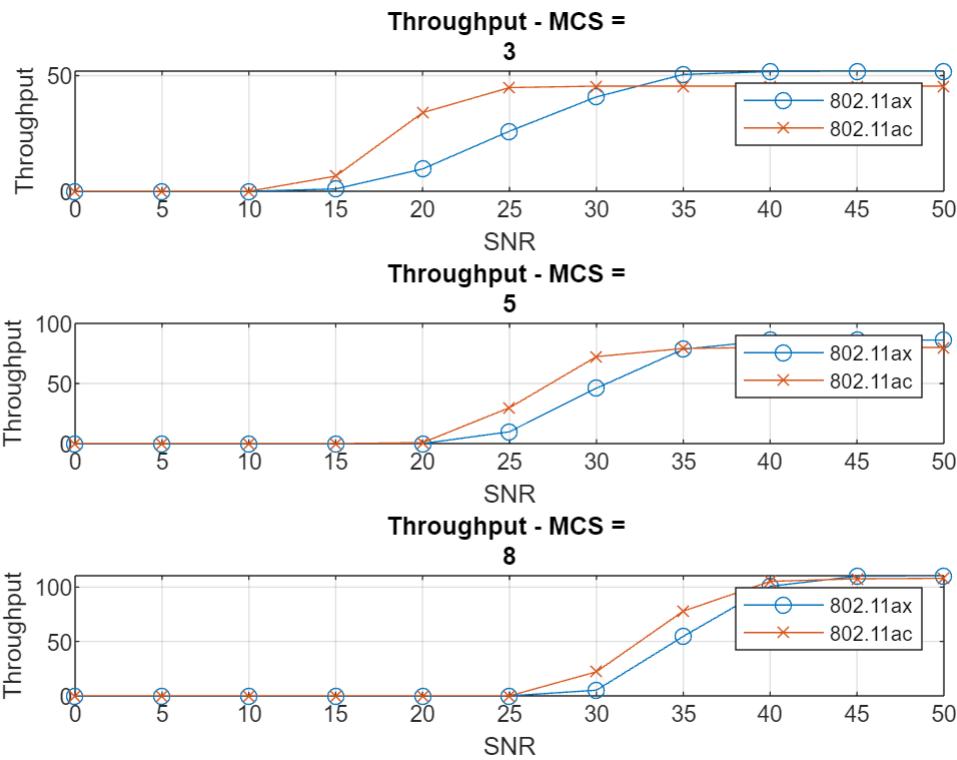 Throughput - MCS =
3
Throughput
50
0
0 5 10 15 20 25 30 35 40 45 50
SNR
802.11ax
802.11ac
Throughput - MCS =
5
Throughput
100
50
0
0 5 10 15 20 25 30 35 40 45 50
SNR
802.11ax
802.11ac
Throughput - MCS =
8
Throughput
100
50
0
0 5 10 15 20 25 30 35 40 45 50
SNR
802.11ax
802.11ac